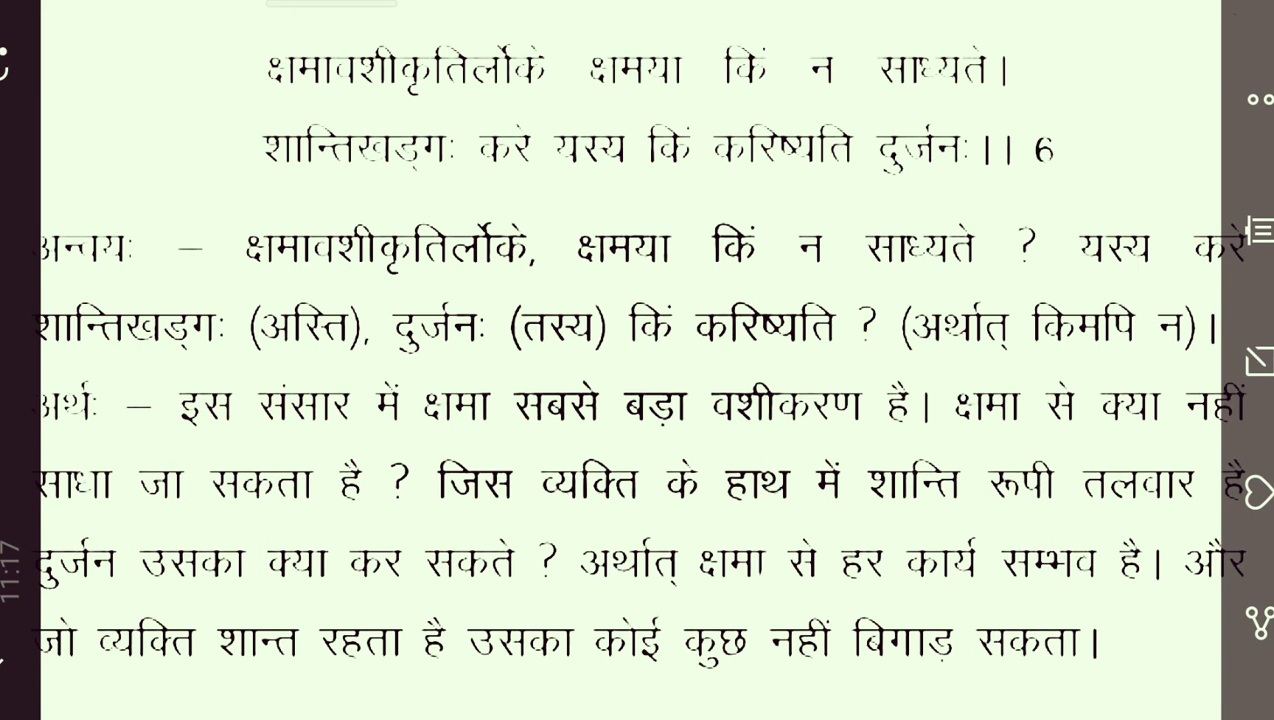 क्षमावशीकृतिर्लोके क्षमया किं न साध्यते।
शान्तिखड्गः करे यस्य किं करिष्यति दुर्जनः।। 6
अन्वयः – क्षमावशीकृतिर्लोके, क्षमया किं न साध्यते ? यस्य करे
शान्तिखड्गः (अस्ति), दुर्जनः (तस्य) किं करिष्यति ? (अर्थात् किमपि न)।
अर्थः – इस संसार में क्षमा सबसे बड़ा वशीकरण है। क्षमा से क्या नहीं
साधा जा सकता है ? जिस व्यक्ति के हाथ में शान्ति रूपी तलवार है
दुर्जन उसका क्या कर सकते ? अर्थात् क्षमा से हर कार्य सम्भव है। और
जो व्यक्ति शान्त रहता है उसका कोई कुछ नहीं बिगाड़ सकता।
11:17